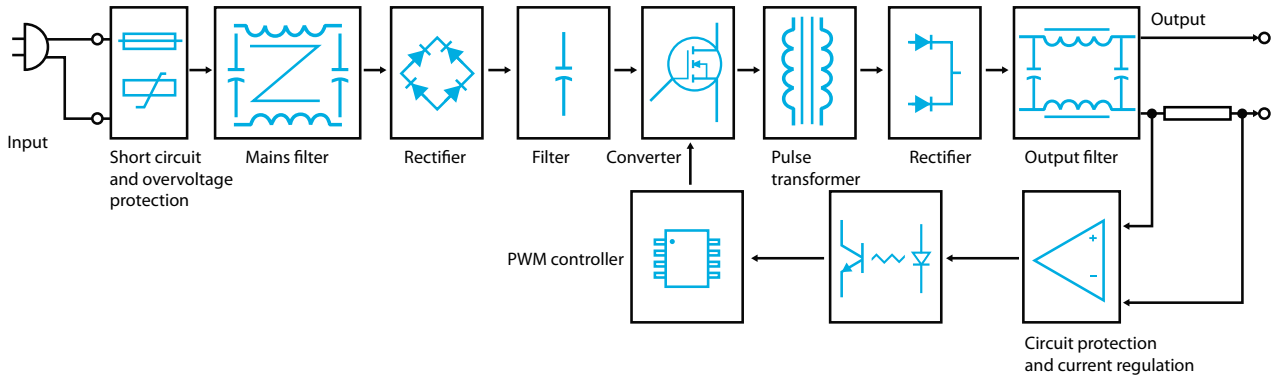 Output
Input
Short circuit
and overvoltage
protection
Mains filter
Rectifier
Filter
Converter
Pulse
transformer
Rectifier
Output filter
PWM controller
+
-
Circuit protection
and current regulation